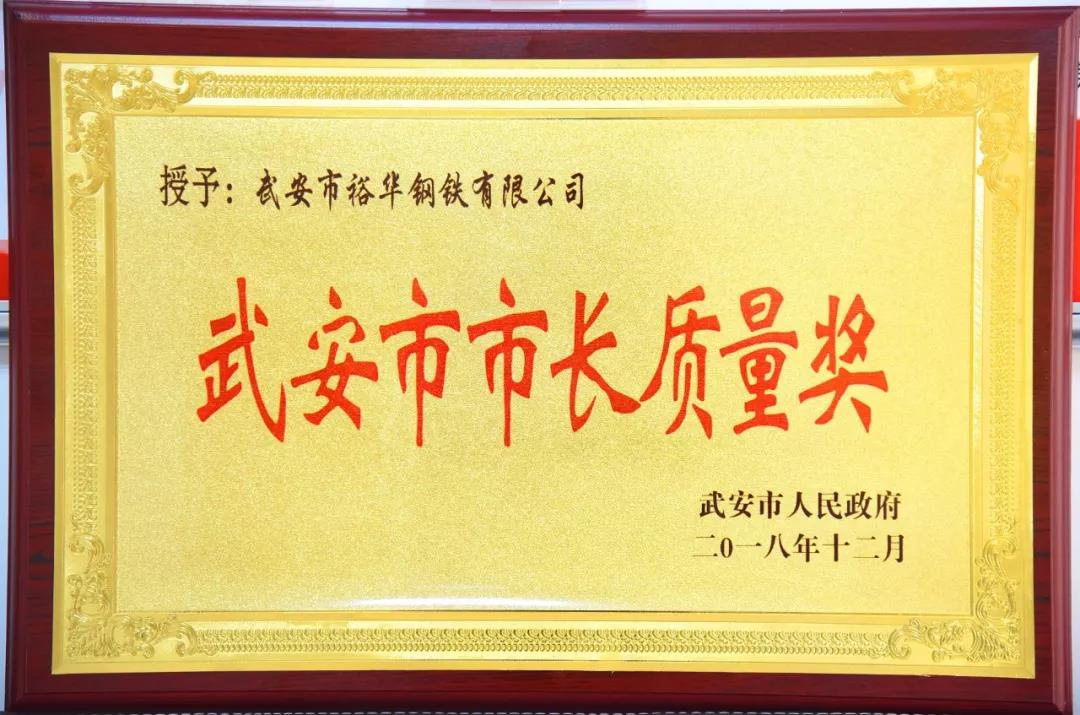 授予：武安市裕华钢铁有限公司
武安市市长质量奖
武安市人民政府
二0一八年十二月